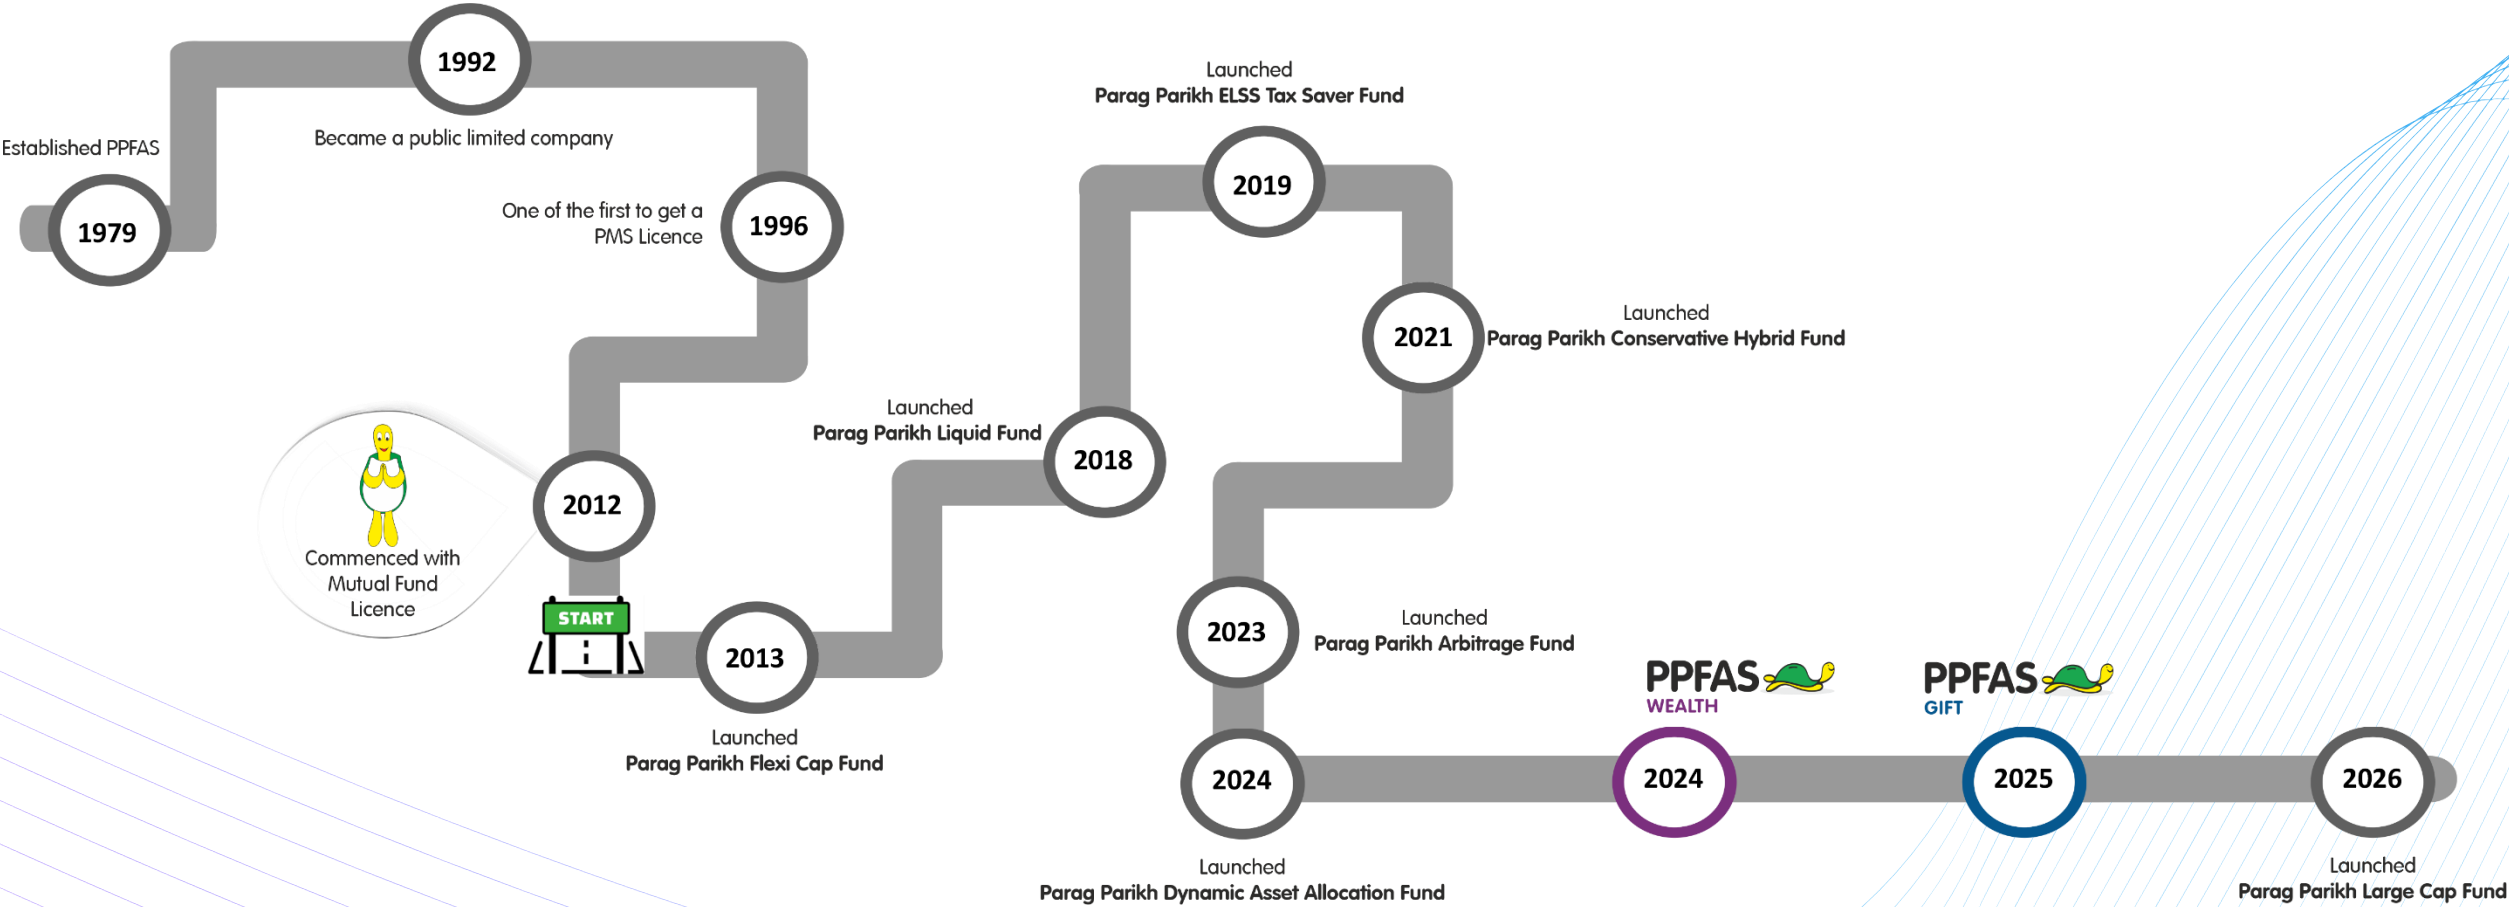 Established PPFAS
1979
1992
Became a public limited company
One of the first to get a
PMS Licence
1996
2012
Commenced with
Mutual Fund
Licence
START
2013
Launched
Parag Parikh Flexi Cap Fund
Launched
Parag Parikh Liquid Fund
2018
Launched
Parag Parikh ELSS Tax Saver Fund
2019
2021
Launched
Parag Parikh Conservative Hybrid Fund
2023
Launched
Parag Parikh Arbitrage Fund
2024
Launched
Parag Parikh Dynamic Asset Allocation Fund
PPFAS
WEALTH
2024
PPFAS
GIFT
2025
2026
Launched
Parag Parikh Large Cap Fund